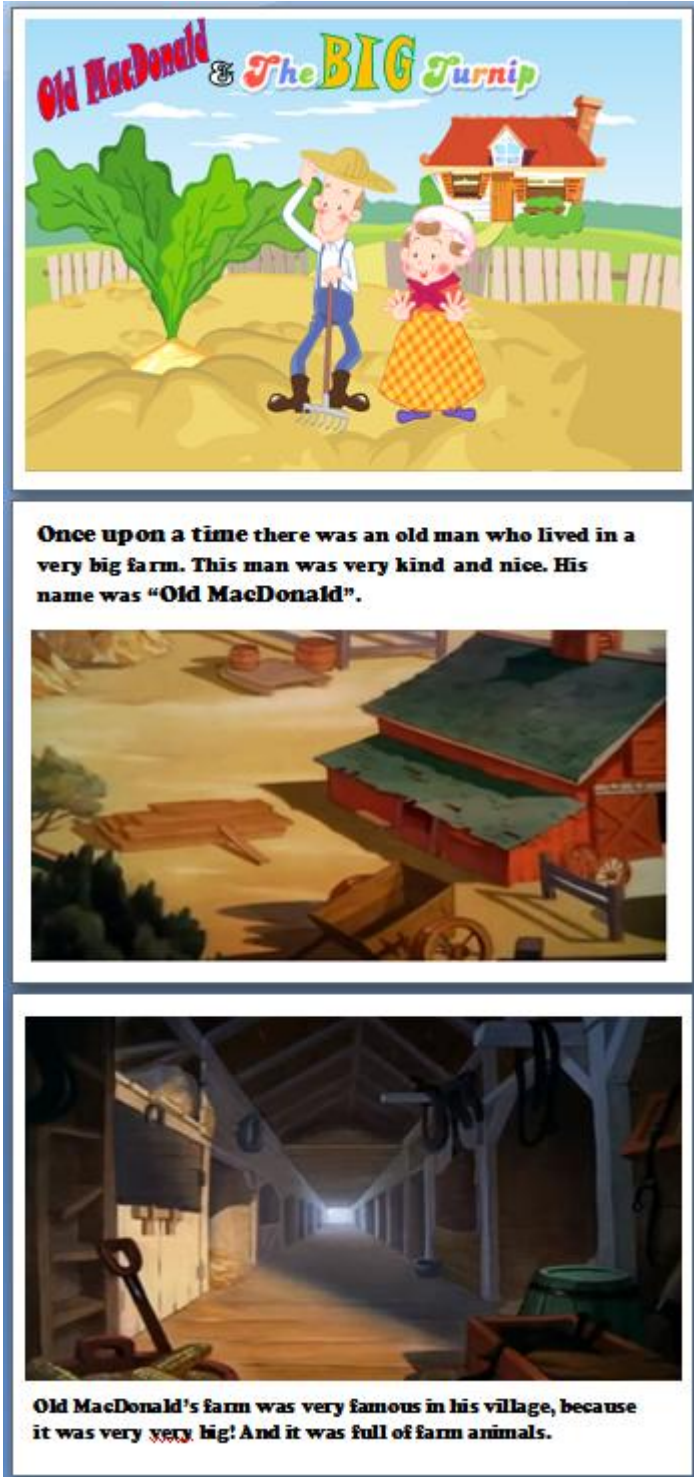 Old MacDonald & The BIG Turnip
Once upon a time there was an old man who lived in a
very big farm. This man was very kind and nice. His
name was “Old MacDonald”.
Old MacDonald’s farm was very famous in his village, because
it was very very big! And it was full of farm animals.